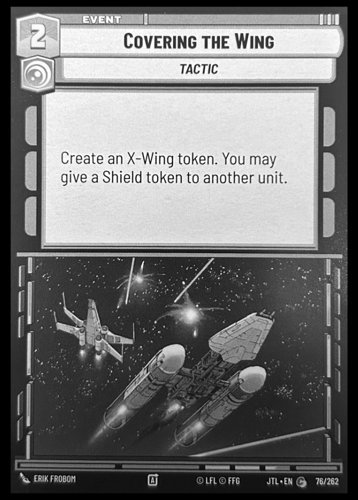 EVENT
2
COVERING THE WING
TACTIC
Create an X-Wing token. You may
give a Shield token to another unit.
ERIK FROBOM
A
© LFL © FFG
JTL • EN
C
76/262